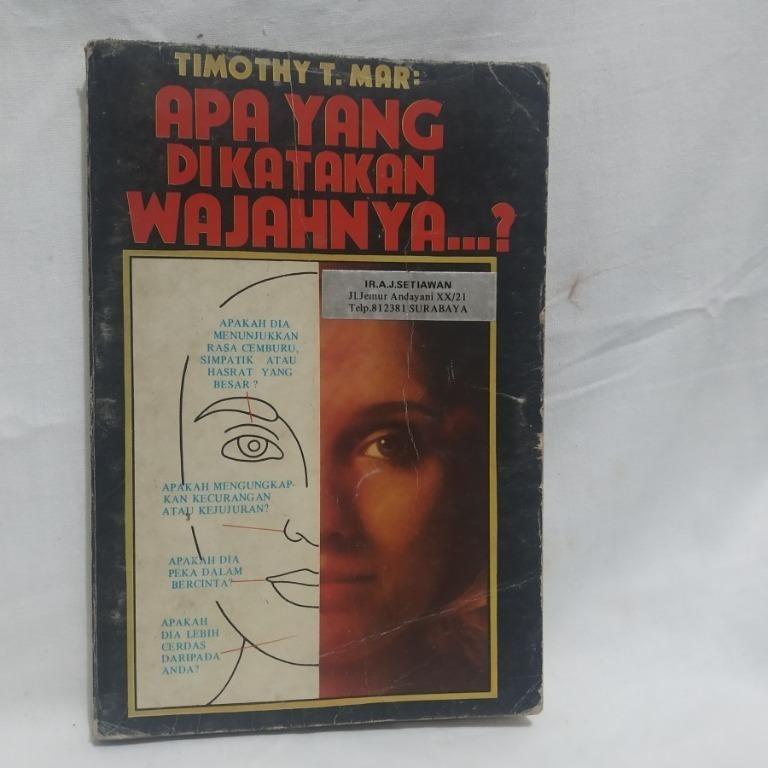 TIMOTHY T. MAR:
APA YANG
DIKATAKAN
WAJAHNYA...?
IR.A.J.SETIAWAN
Jl.Jemur Andayani XX/21
Telp.812381 SURABAYA
APAKAH DIA
MENUNJUKKAN
RASA CEMBURU,
SIMPATIK ATAU
HASRAT YANG
BESAR?
APAKAH MENGUNGKAP-
KAN KECURANGAN
ATAU KEJUJURAN?
APAKAH DIA
PEKA DALAM
BERCINTA?
APAKAH
DIA LEBIH
CERDAS
DARIPADA
ANDA?